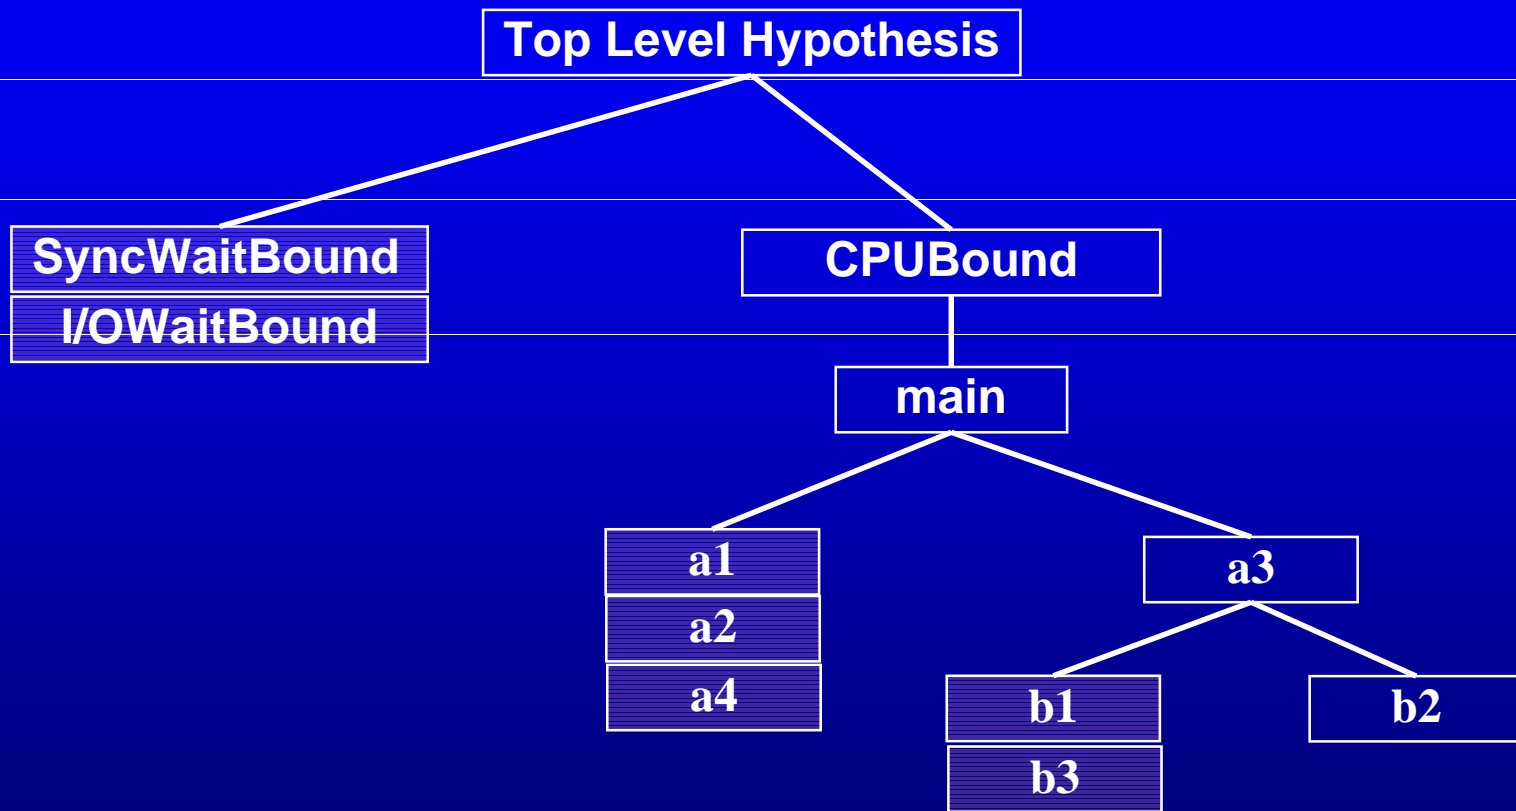 Top Level Hypothesis
SyncWaitBound
I/OWaitBound
CPUBound
main
a1
a2
a4
a3
b1
b3
b2